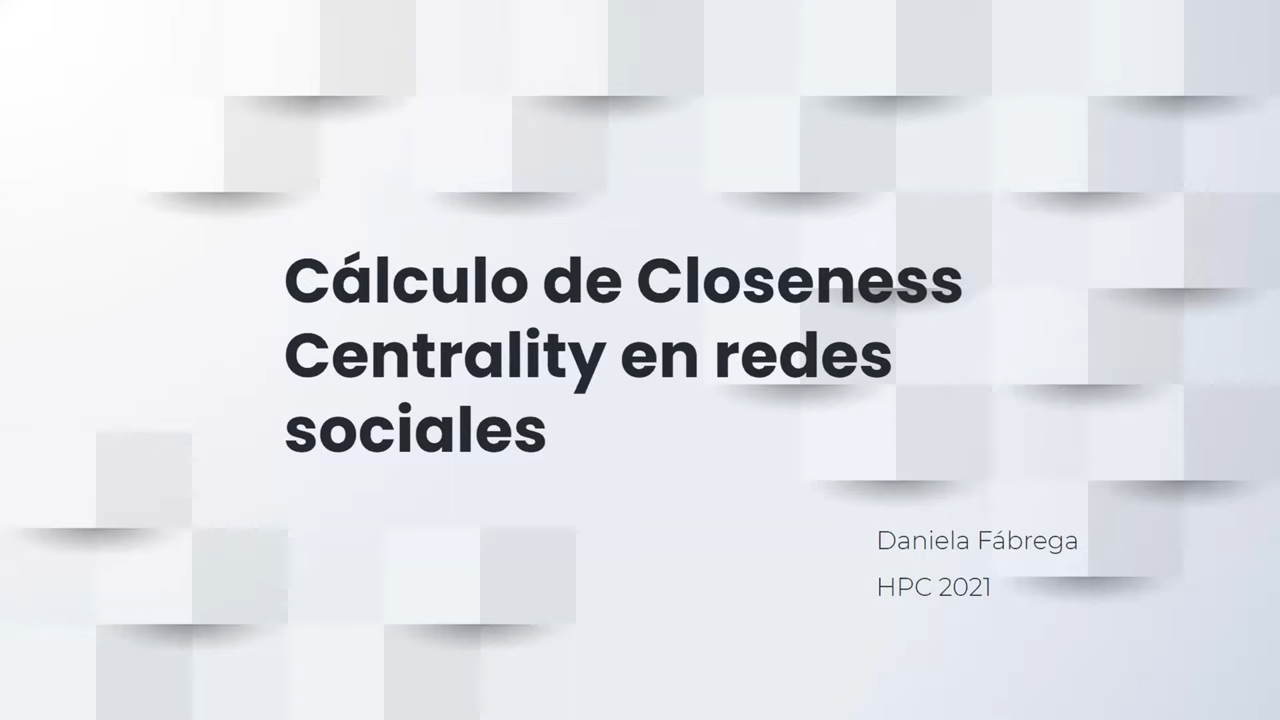 Cálculo de Closeness
Centrality en redes
sociales
Daniela Fábrega
HPC 2021